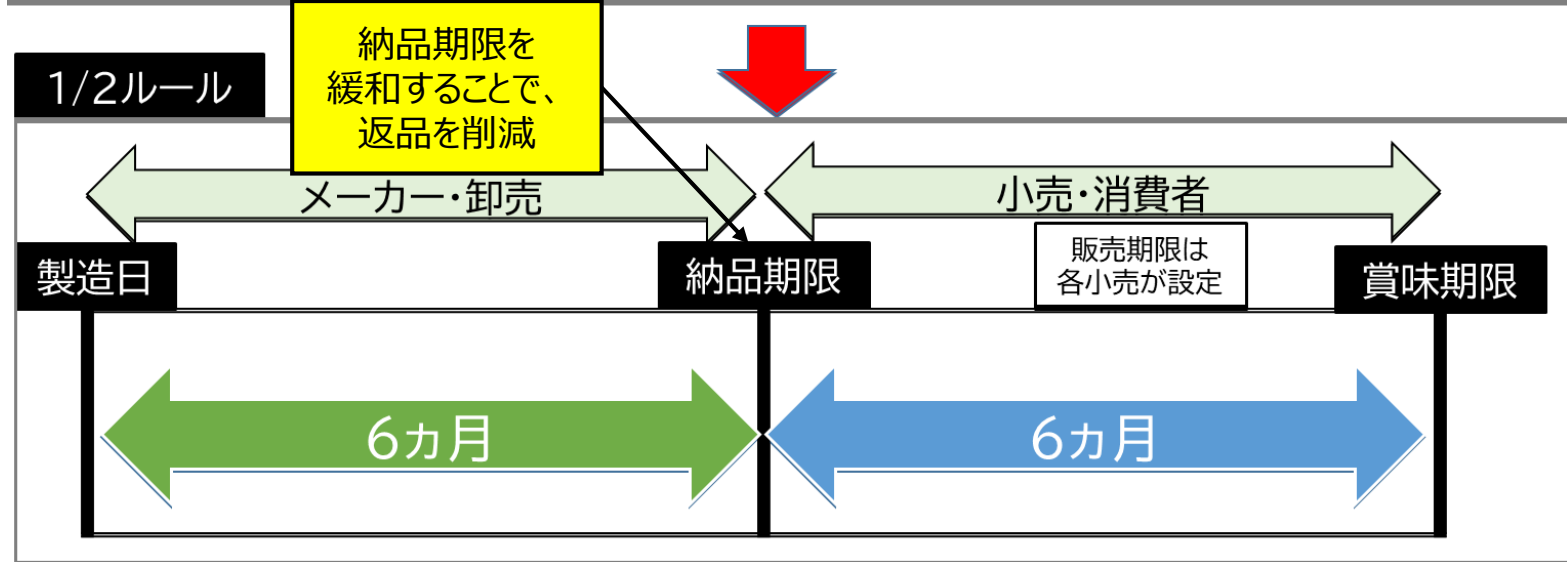 納品期限を
緩和することで、
返品を削減
1/2ルール
メーカー・卸売
小売・消費者
製造日
納品期限
販売期限は
各小売が設定
賞味期限
6カ月
6カ月